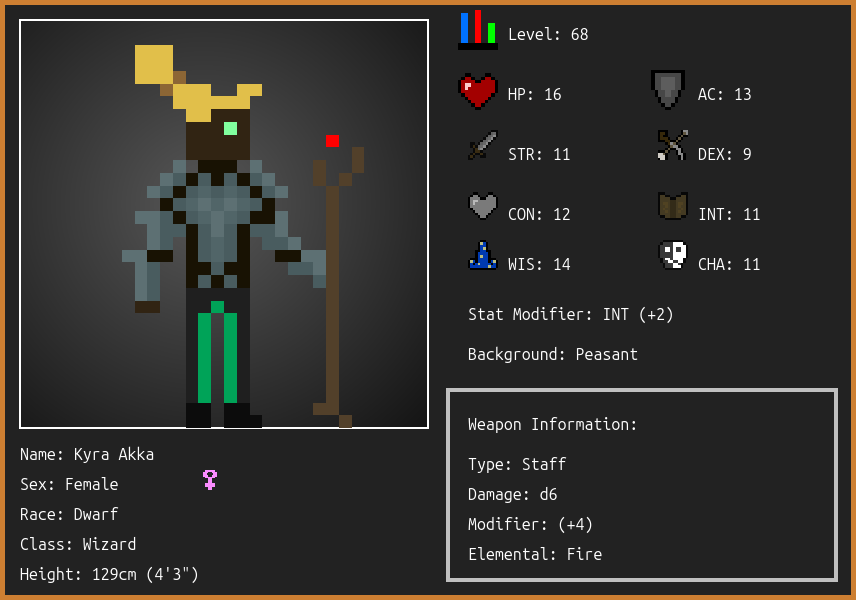 Level: 68
HP: 16
AC: 13
STR: 11
DEX: 9
CON: 12
INT: 11
WIS: 14
CHA: 11
Stat Modifier: INT (+2)
Background: Peasant
Weapon Information:
Type: Staff
Damage: d6
Modifier: (+4)
Elemental: Fire
Name: Kyra Akka
Sex: Female
Race: Dwarf
Class: Wizard
Height: 129cm (4'3")